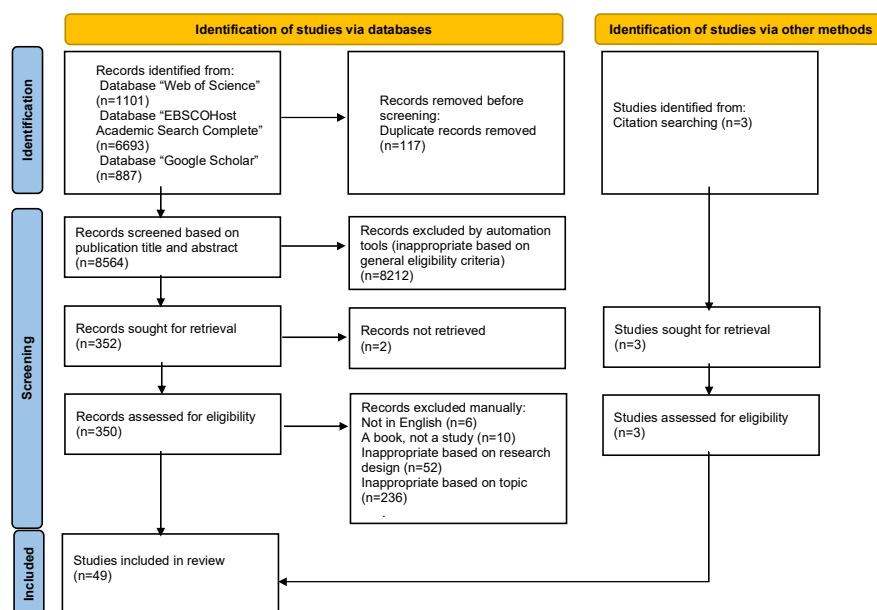 Identification of studies via databases
Identification of studies via other methods
Identification
Records identified from:
Database “Web of Science”
(n=1101)
Database “EBSCOHost
Academic Search Complete”
(n=6693)
Database “Google Scholar”
(n=887)
Records removed before
screening:
Duplicate records removed
(n=117)
Studies identified from:
Citation searching (n=3)
Screening
Records screened based on
publication title and abstract
(n=8564)
Records excluded by automation
tools (inappropriate based on
general eligibility criteria)
(n=8212)
Records sought for retrieval
(n=352)
Records not retrieved
(n=2)
Studies sought for retrieval
(n=3)
Records assessed for eligibility
(n=350)
Records excluded manually:
Not in English (n=6)
A book, not a study (n=10)
Inappropriate based on research
design (n=52)
Inappropriate based on topic
(n=236)
.
Studies assessed for eligibility
(n=3)
Included
Studies included in review
(n=49)